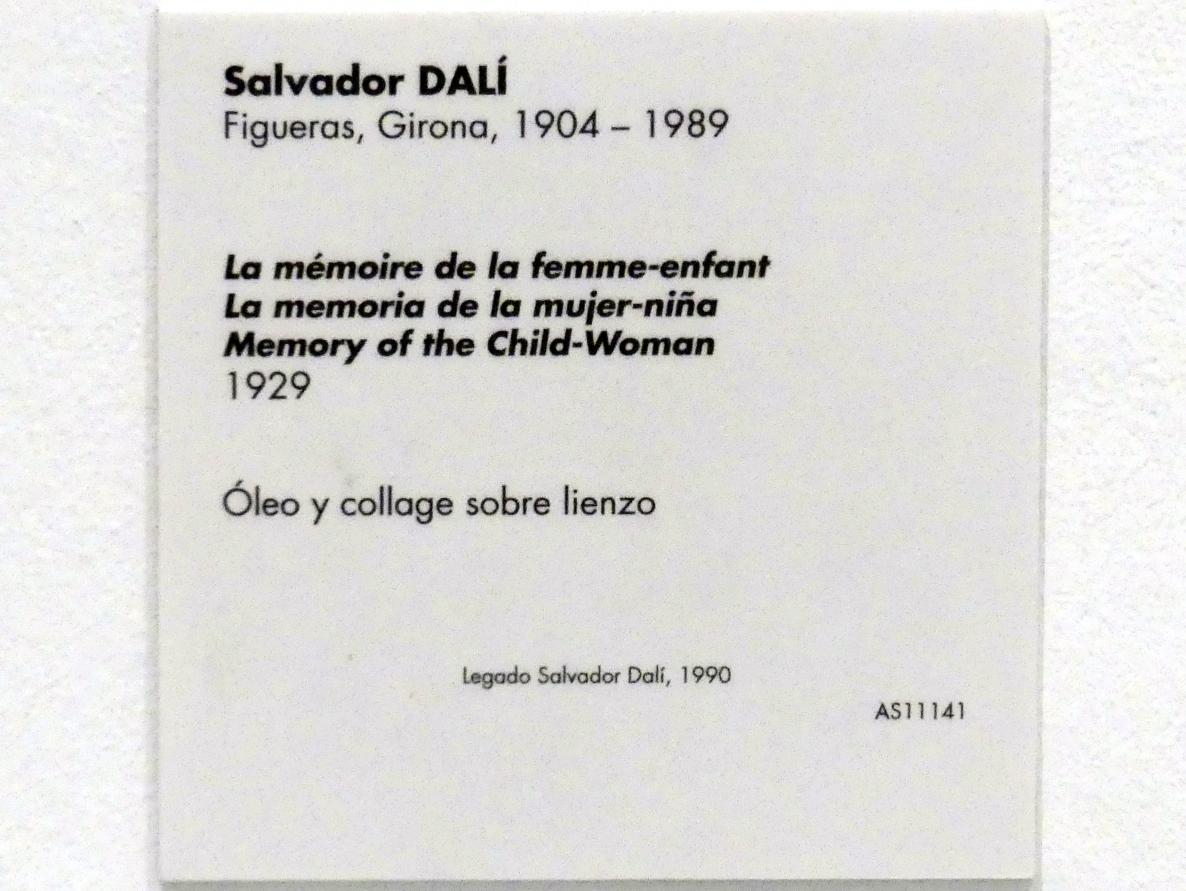 Salvador DALÍ
Figueras, Girona, 1904 – 1989
La mémoire de la femme-enfant
La memoria de la mujer-niña
Memory of the Child-Woman
1929
Óleo y collage sobre lienzo
Legado Salvador Dalí, 1990
AS11141